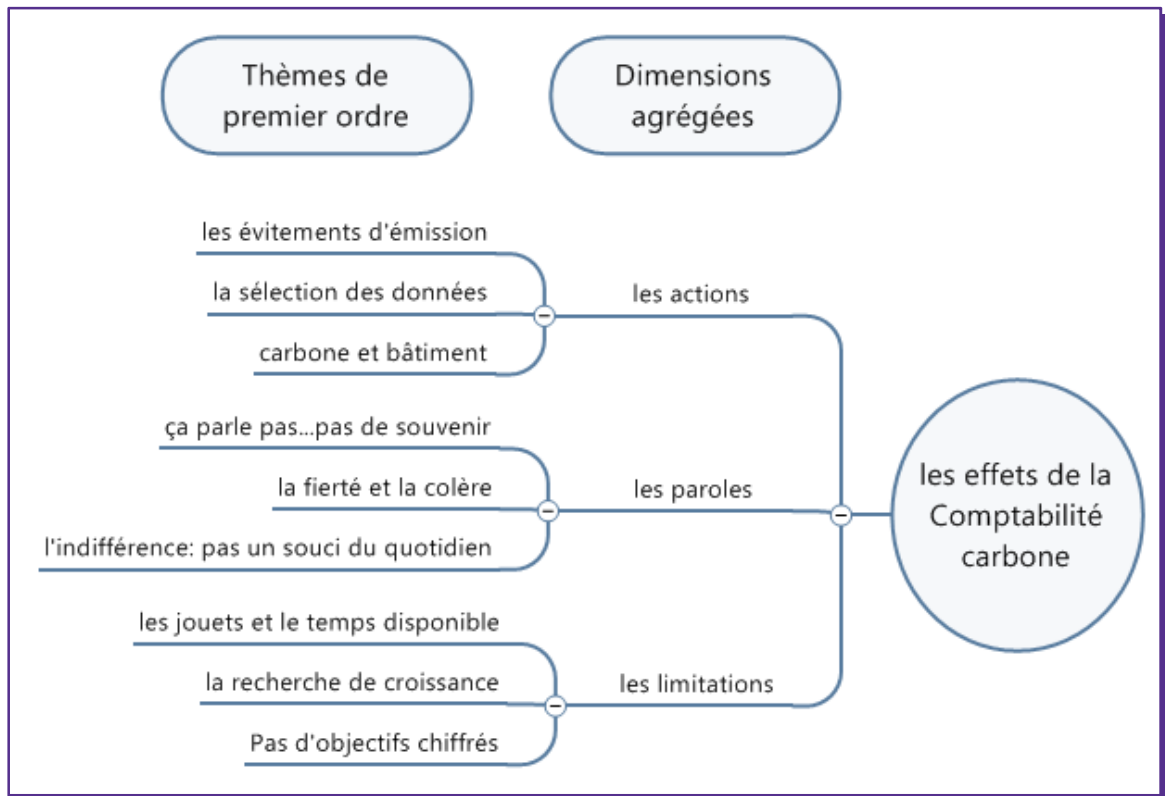 Thèmes de
premier ordre
Dimensions
agrégées
les évitements d'émission
la sélection des données
carbone et bâtiment
les actions
ça parle pas...pas de souvenir
la fierté et la colère
l'indifférence: pas un souci du quotidien
les paroles
les jouets et le temps disponible
la recherche de croissance
Pas d'objectifs chiffrés
les limitations
les effets de la
Comptabilité
carbone